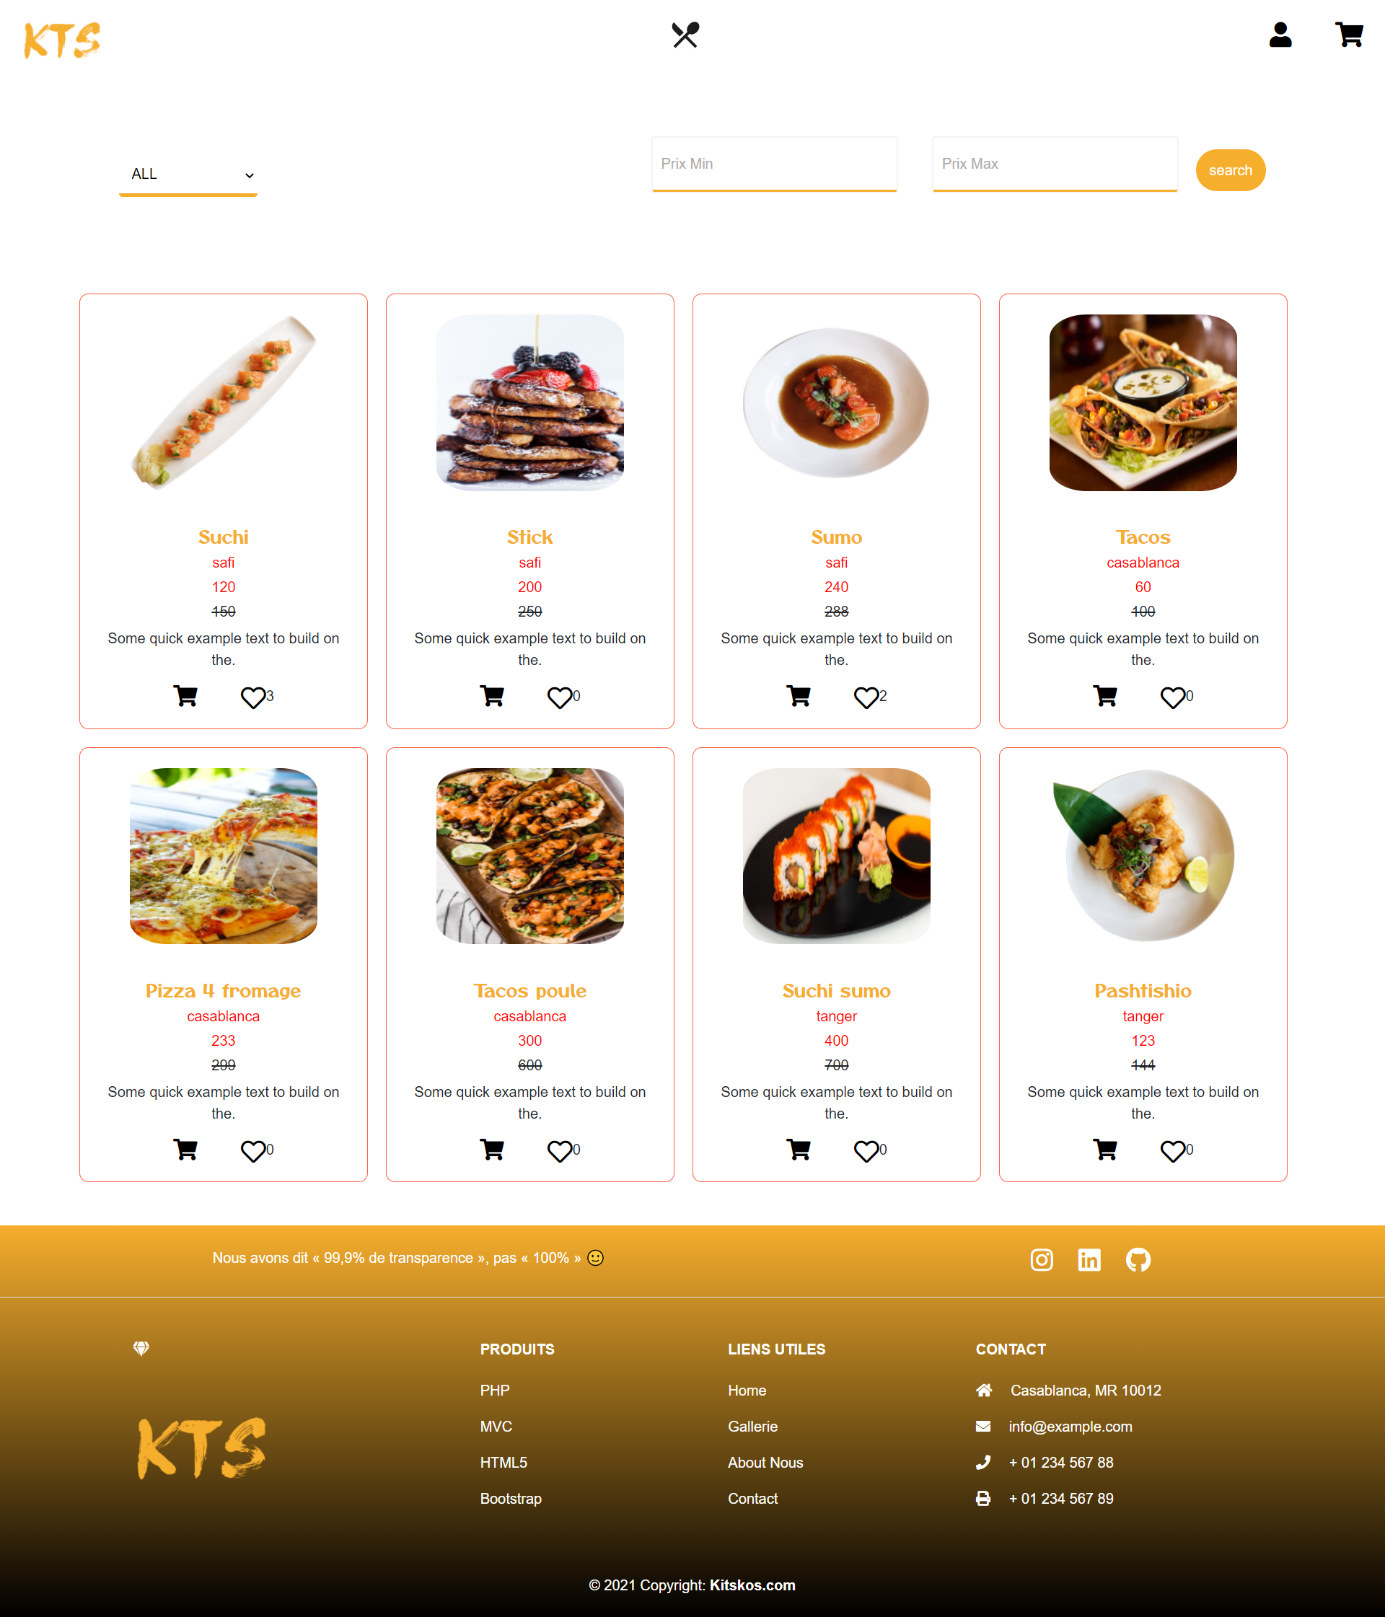 KTS
ALL
Prix Min
Prix Max
search
Suchi
safi
120
150
Some quick example text to build on
the.
3
Stick
safi
200
250
Some quick example text to build on
the.
0
Sumo
safi
240
288
Some quick example text to build on
the.
2
Tacos
casablanca
60
100
Some quick example text to build on
the.
0
Pizza 4 fromage
casablanca
233
299
Some quick example text to build on
the.
0
Tacos poule
casablanca
300
600
Some quick example text to build on
the.
0
Suchi sumo
tanger
400
700
Some quick example text to build on
the.
0
Pashtishio
tanger
123
144
Some quick example text to build on
the.
0
Nous avons dit « 99,9% de transparence », pas « 100% » 🙂
KTS
PRODUITS
PHP
MVC
HTML5
Bootstrap
LIENS UTILES
Home
Gallerie
About Nous
Contact
CONTACT
Casablanca, MR 10012
info@example.com
+ 01 234 567 88
+ 01 234 567 89
© 2021 Copyright: Kitskos.com